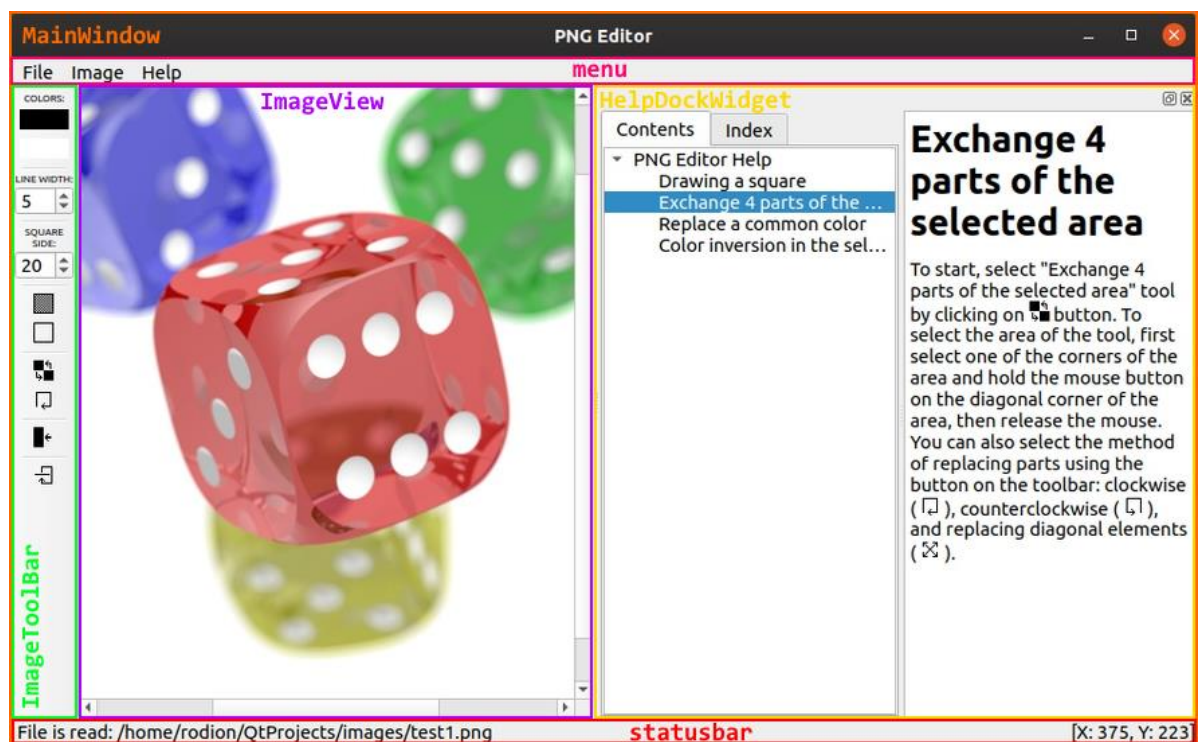 MainWindow
PNG Editor
File Image Help
menu
COLORS:
LINE WIDTH:
5
SQUARE
SIDE:
20
ImageToolBar
ImageView
HelpDockWidget
Contents Index
PNG Editor Help
Drawing a square
Exchange 4 parts of the ...
Replace a common color
Color inversion in the sel...
Exchange 4
parts of the
selected area
To start, select "Exchange 4
parts of the selected area" tool
by clicking on button. To
select the area of the tool, first
select one of the corners of the
area and hold the mouse button
on the diagonal corner of the
area, then release the mouse.
You can also select the method
of replacing parts using the
button on the toolbar: clockwise
( ), counterclockwise ( ),
and replacing diagonal elements
( ).
File is read: /home/rodion/QtProjects/images/test1.png
statusbar
[X: 375, Y: 223]